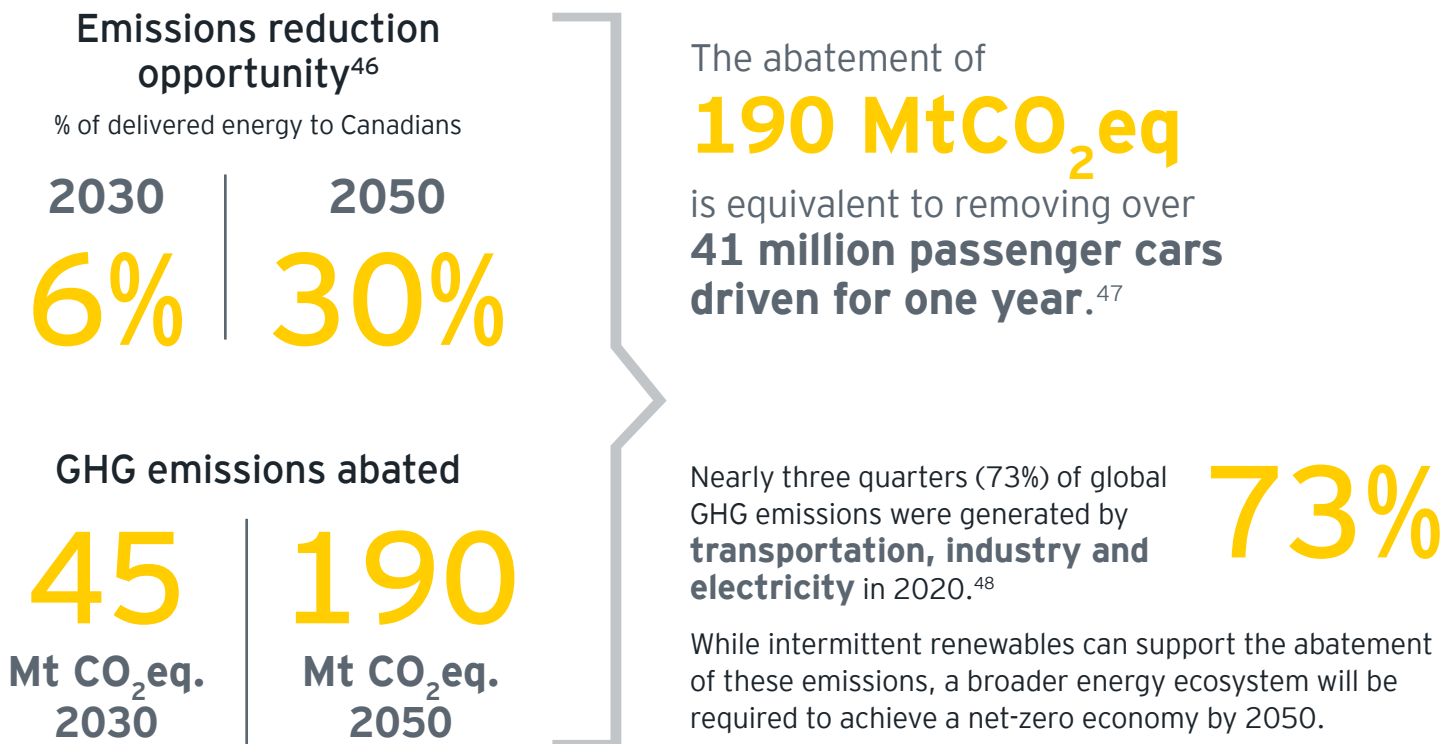 Emissions reduction
opportunity⁴⁶
% of delivered energy to Canadians
2030
6%
2050
30%
GHG emissions abated
45
Mt CO₂eq.
2030
190
Mt CO₂eq.
2050
The abatement of
190 MtCO₂eq
is equivalent to removing over
41 million passenger cars
driven for one year.⁴⁷
Nearly three quarters (73%) of global
GHG emissions were generated by
transportation, industry and
electricity in 2020.⁴⁸
73%
While intermittent renewables can support the abatement
of these emissions, a broader energy ecosystem will be
required to achieve a net-zero economy by 2050.